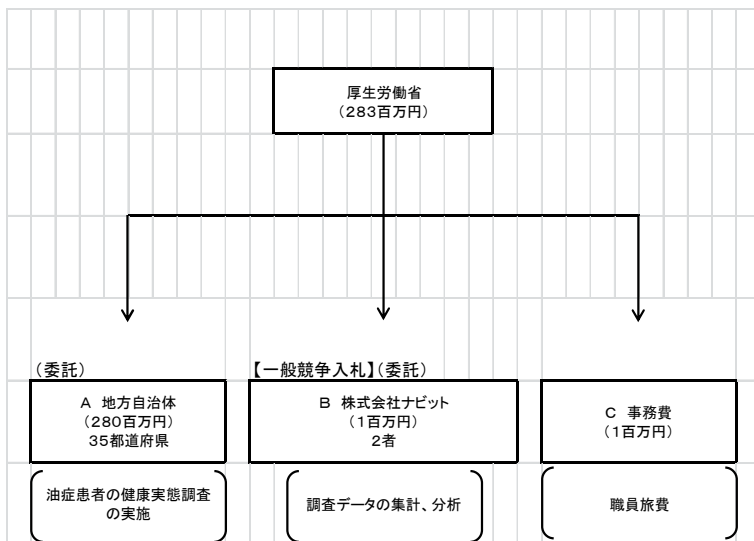 厚生労働省
（283百万円）
（委託）
A　地方自治体
（280百万円）
35都道府県
油症患者の健康実態調査
の実施
【一般競争入札】（委託）
B　株式会社ナビット
（1百万円）
2者
調査データの集計、分析
C　事務費
（1百万円）
職員旅費